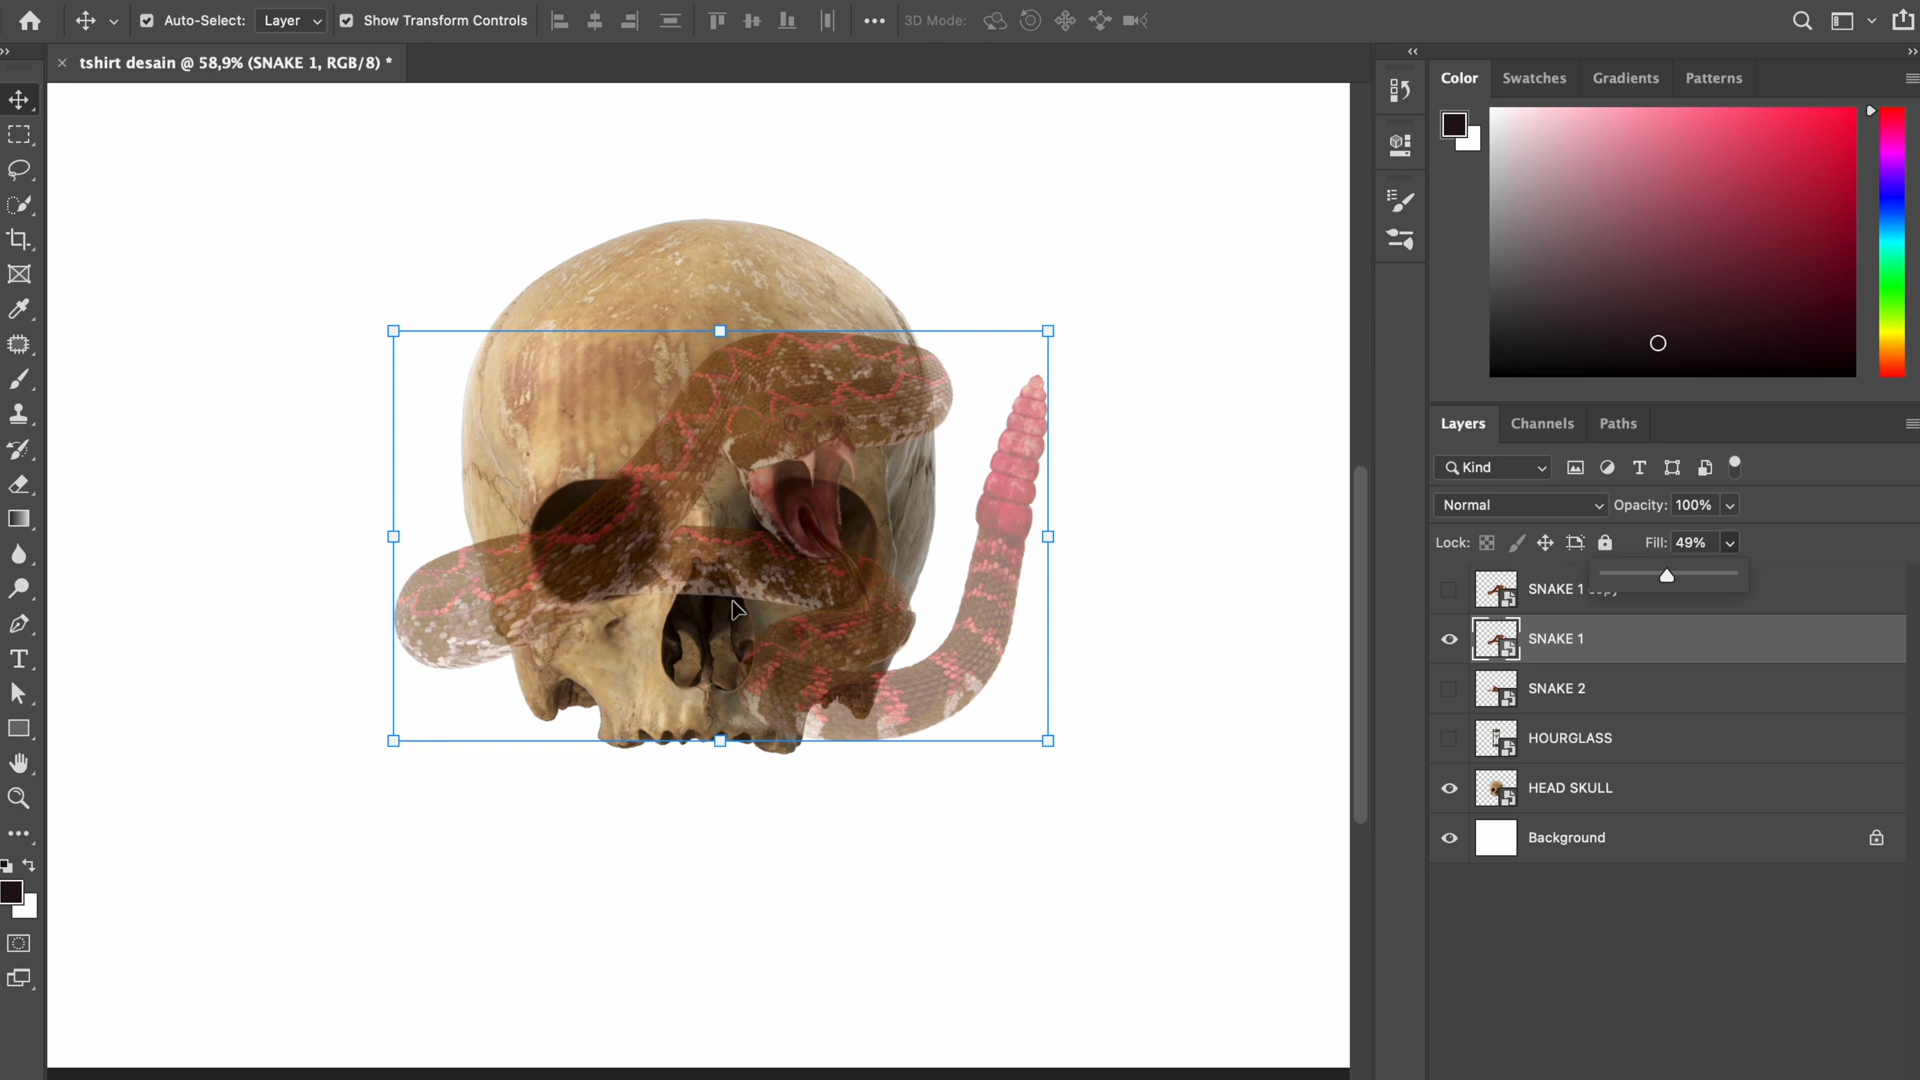 Auto-Select: Layer Show Transform Controls 3D Mode:
tshirt desain @ 58,9% (SNAKE 1, RGB/8) *
Color Swatches Gradients Patterns
Layers Channels Paths
Kind
Normal Opacity: 100%
Lock: Fill: 49%
SNAKE 1 copy
SNAKE 1
SNAKE 2
HOURGLASS
HEAD SKULL
Background